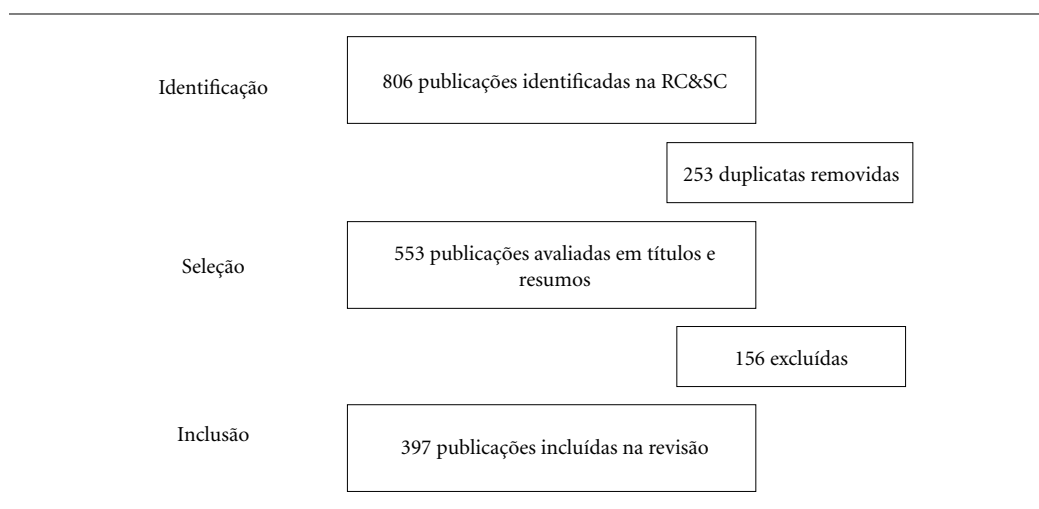 Identificação
806 publicações identificadas na RC&SC
253 duplicatas removidas
Seleção
553 publicações avaliadas em títulos e
resumos
156 excluídas
Inclusão
397 publicações incluídas na revisão